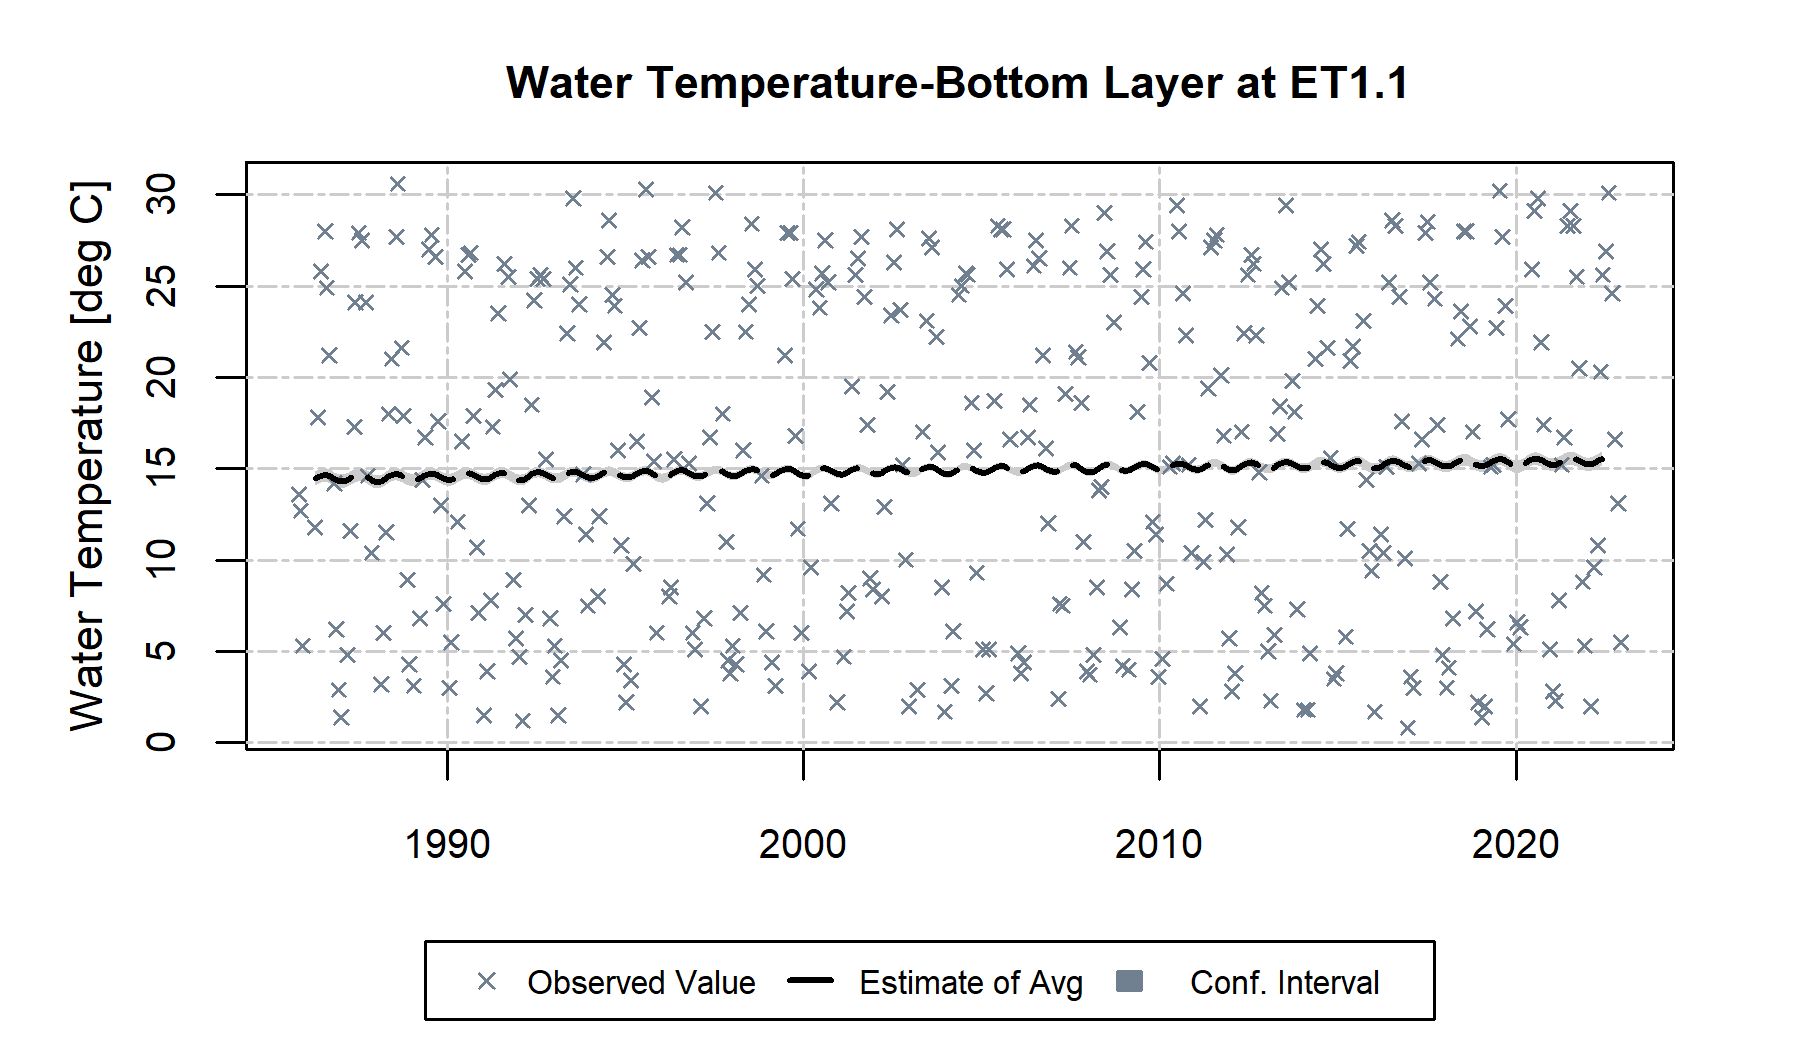 Water Temperature-Bottom Layer at ET1.1
Water Temperature [deg C]
30
25
20
15
10
5
0
1990 2000 2010 2020
Observed Value Estimate of Avg Conf. Interval